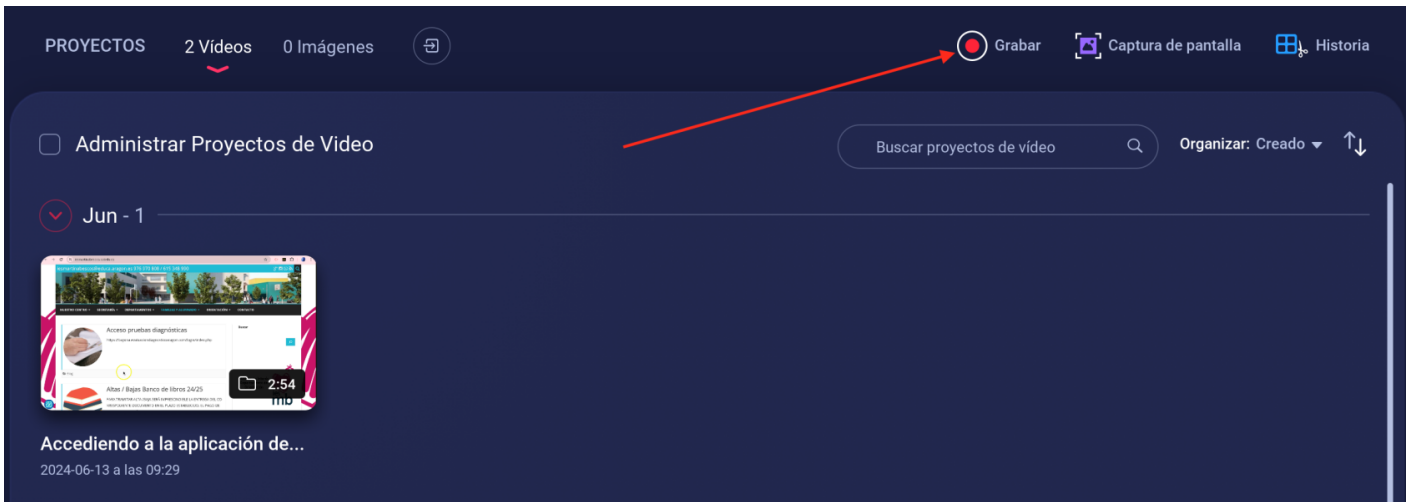 PROYECTOS 2 Vídeos 0 Imágenes Grabar Captura de pantalla Historia
Administrar Proyectos de Video Buscar proyectos de vídeo Organizar: Creado
Jun - 1
Acceso pruebas diagnósticas
Altas / Bajas Banco de libros 24/25
2:54
mb
Accediendo a la aplicación de...
2024-06-13 a las 09:29